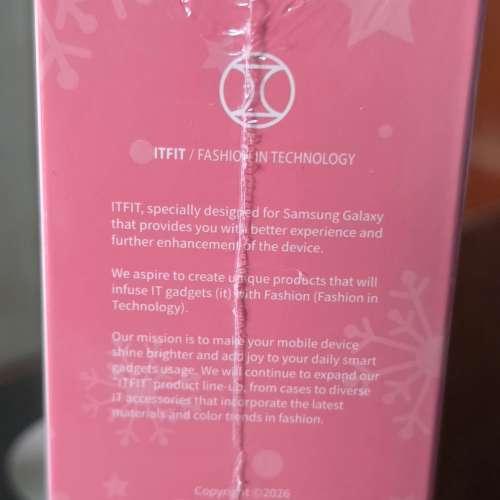 ITFIT / FASHION IN TECHNOLOGY
ITFIT, specially designed for Samsung Galaxy
that provides you with better experience and
further enhancement of the device.
We aspire to create unique products that will
infuse IT gadgets (it) with Fashion (Fashion in
Technology).
Our mission is to make your mobile device
shine brighter and add joy to your daily smart
gadgets usage. We will continue to expand our
"ITFIT" product line-up, from cases to diverse
IT accessories that incorporate the latest
materials and color trends in fashion.
Copyright ©2026